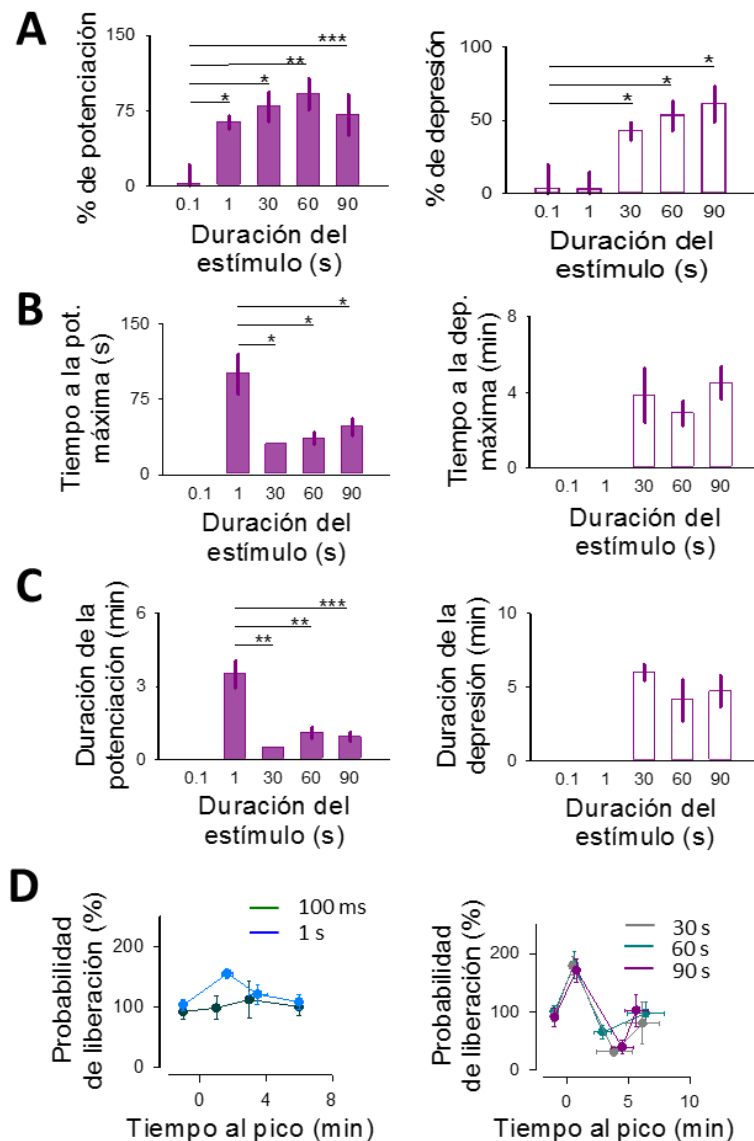 A
% de potenciación
150
75
0
***
**
*
*
0.1 1 30 60 90
Duración del
estímulo (s)
% de depresión
100
50
0
*
*
*
0.1 1 30 60 90
Duración del
estímulo (s)
B
Tiempo a la pot.
máxima (s)
150
75
0
*
*
*
0.1 1 30 60 90
Duración del
estímulo (s)
Tiempo a la dep.
máxima (min)
8
4
0
0.1 1 30 60 90
Duración del
estímulo (s)
C
Duración de la
potenciación (min)
6
3
0
***
**
**
0.1 1 30 60 90
Duración del
estímulo (s)
Duración de la
depresión (min)
10
5
0
0.1 1 30 60 90
Duración del
estímulo (s)
D
Probabilidad
de liberación (%)
200
100
0
100 ms
1 s
0 4 8
Tiempo al pico (min)
Probabilidad
de liberación (%)
200
100
0
30 s
60 s
90 s
0 5 10
Tiempo al pico (min)